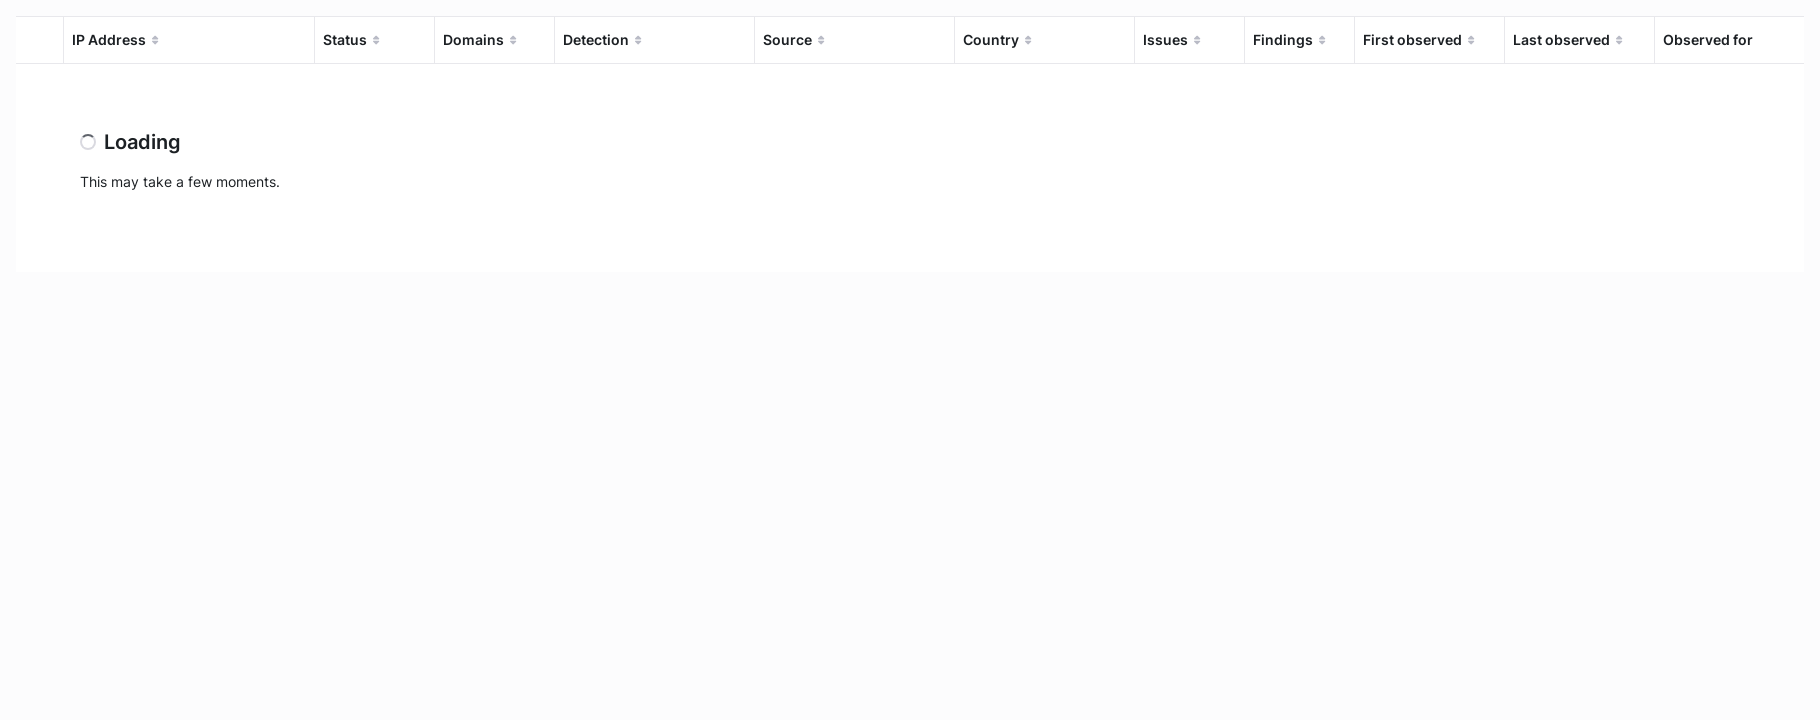 IP Address Status Domains Detection Source Country Issues Findings First observed Last observed Observed for
Loading
This may take a few moments.